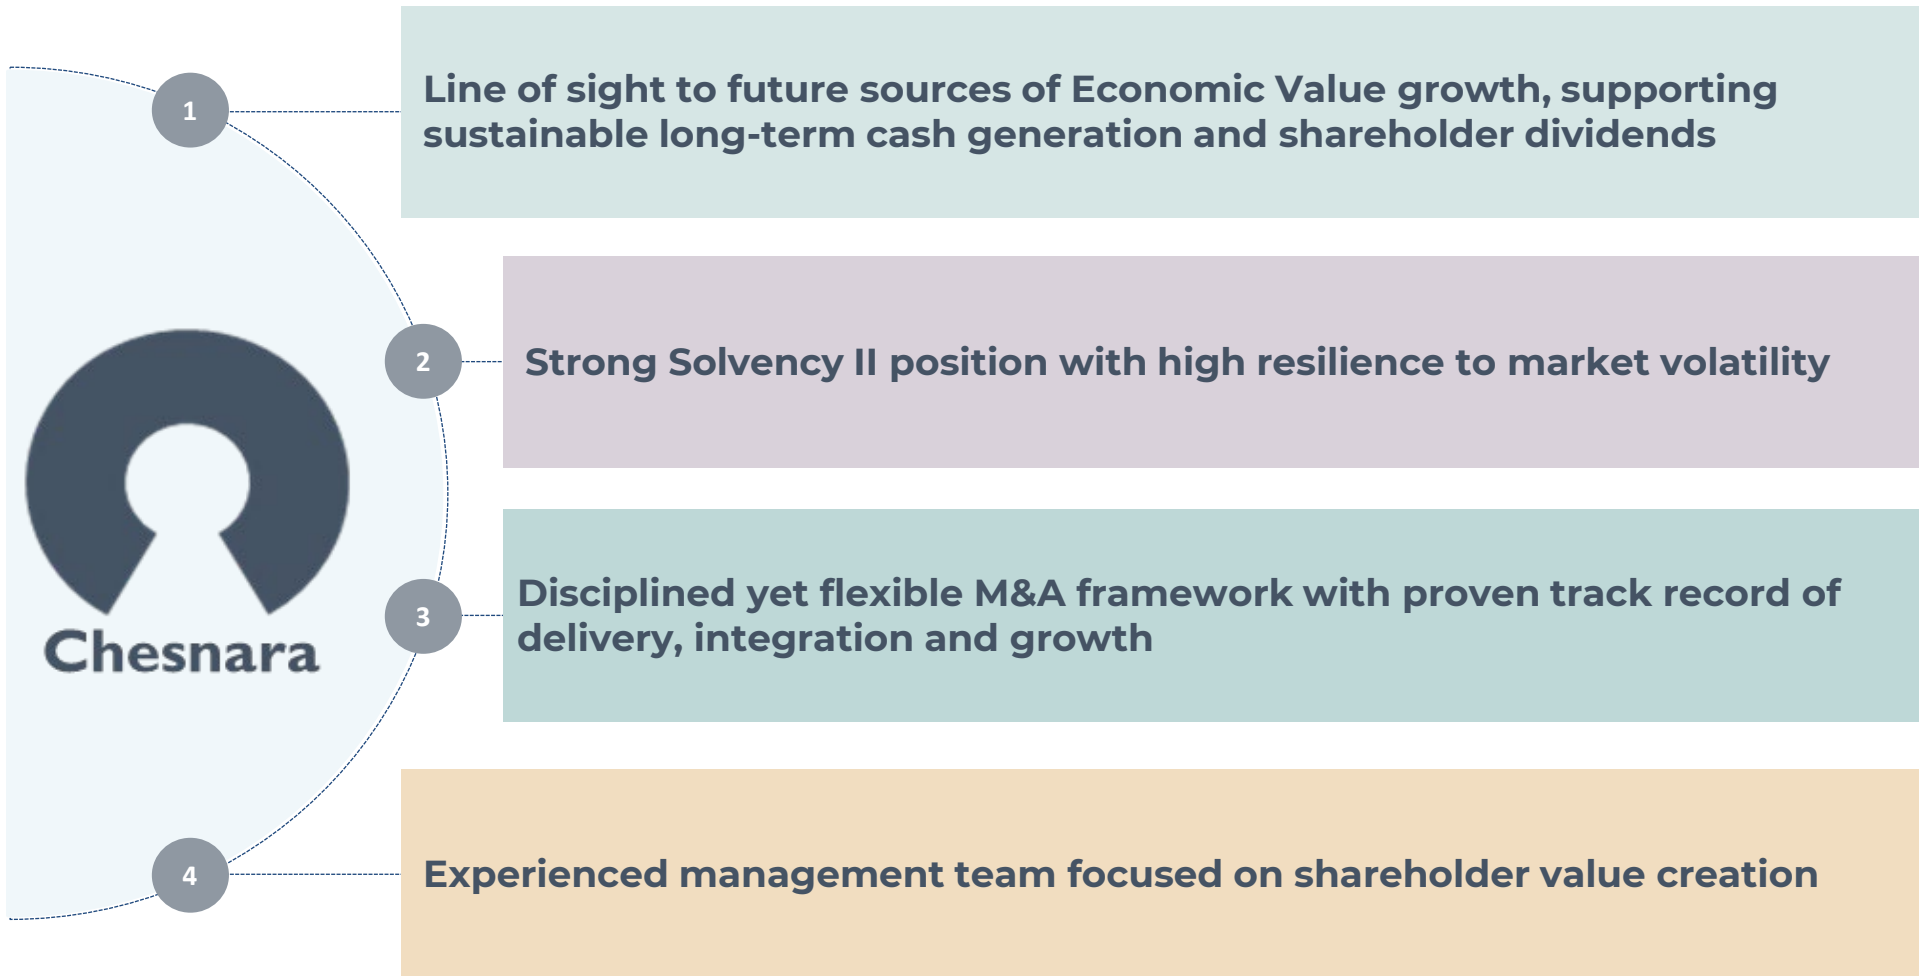 1
Line of sight to future sources of Economic Value growth, supporting
sustainable long-term cash generation and shareholder dividends
2
Strong Solvency II position with high resilience to market volatility
3
Disciplined yet flexible M&A framework with proven track record of
delivery, integration and growth
Chesnara
4
Experienced management team focused on shareholder value creation